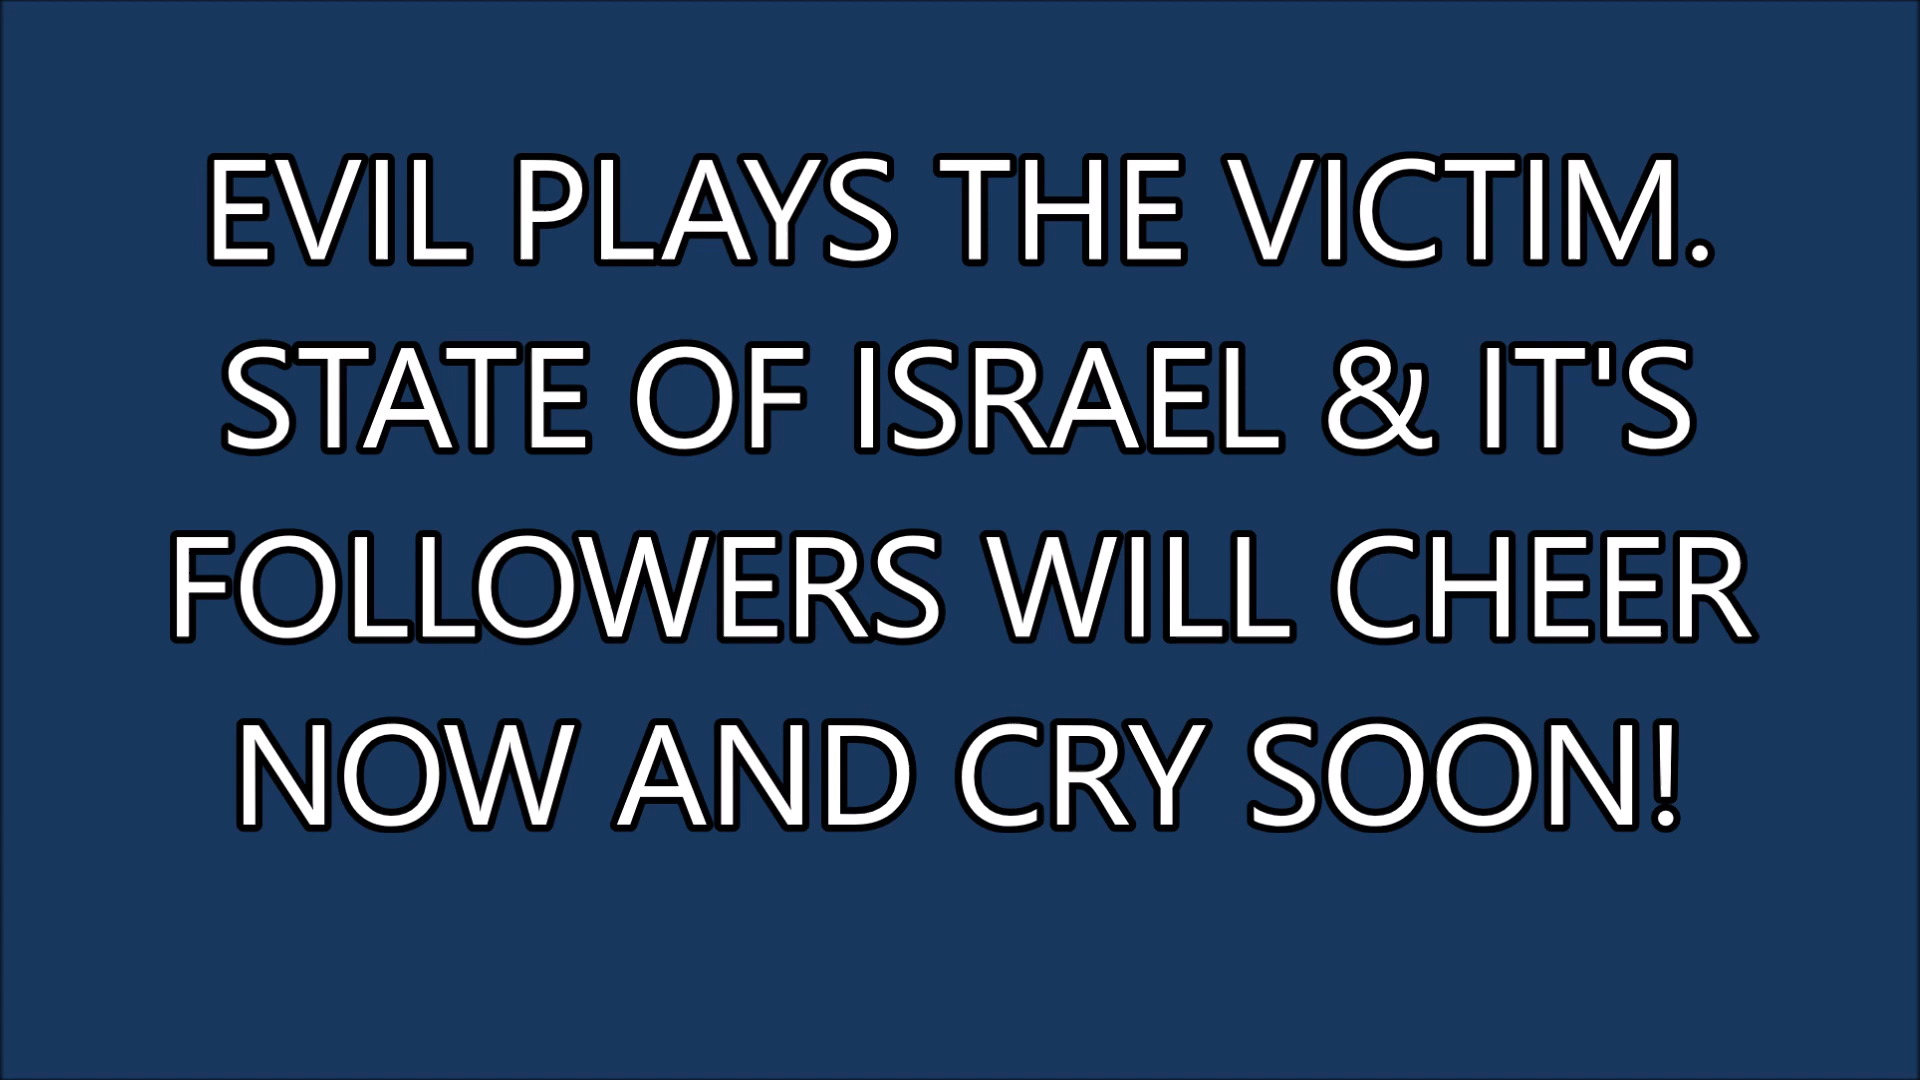 EVIL PLAYS THE VICTIM.
STATE OF ISRAEL & IT'S
FOLLOWERS WILL CHEER
NOW AND CRY SOON!